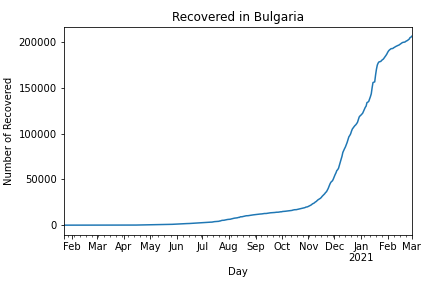 Recovered in Bulgaria
Number of Recovered
200000
150000
100000
50000
0
Feb Mar Apr May Jun Jul Aug Sep Oct Nov Dec Jan Feb Mar
2021
Day